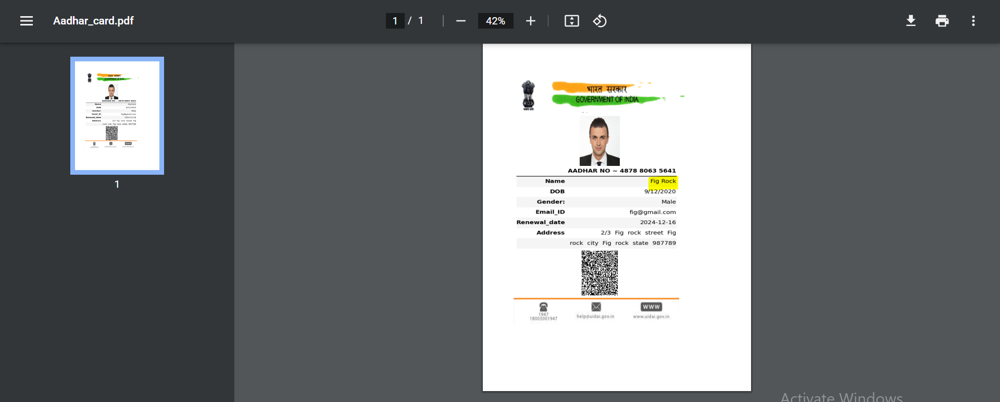 Aadhar_card.pdf
1 / 1
42%
1
भारत सरकार
GOVERNMENT OF INDIA
AADHAR NO ~ 4878 8063 5641
Name Fig Rock
DOB 9/12/2020
Gender: Male
Email_ID fig@gmail.com
Renewal_date 2024-12-16
Address 2/3 Fig rock street Fig
rock city Fig rock state 987789
1947
18003001947
help@uidai.gov.in
WWW
www.uidai.gov.in
Activate Windows